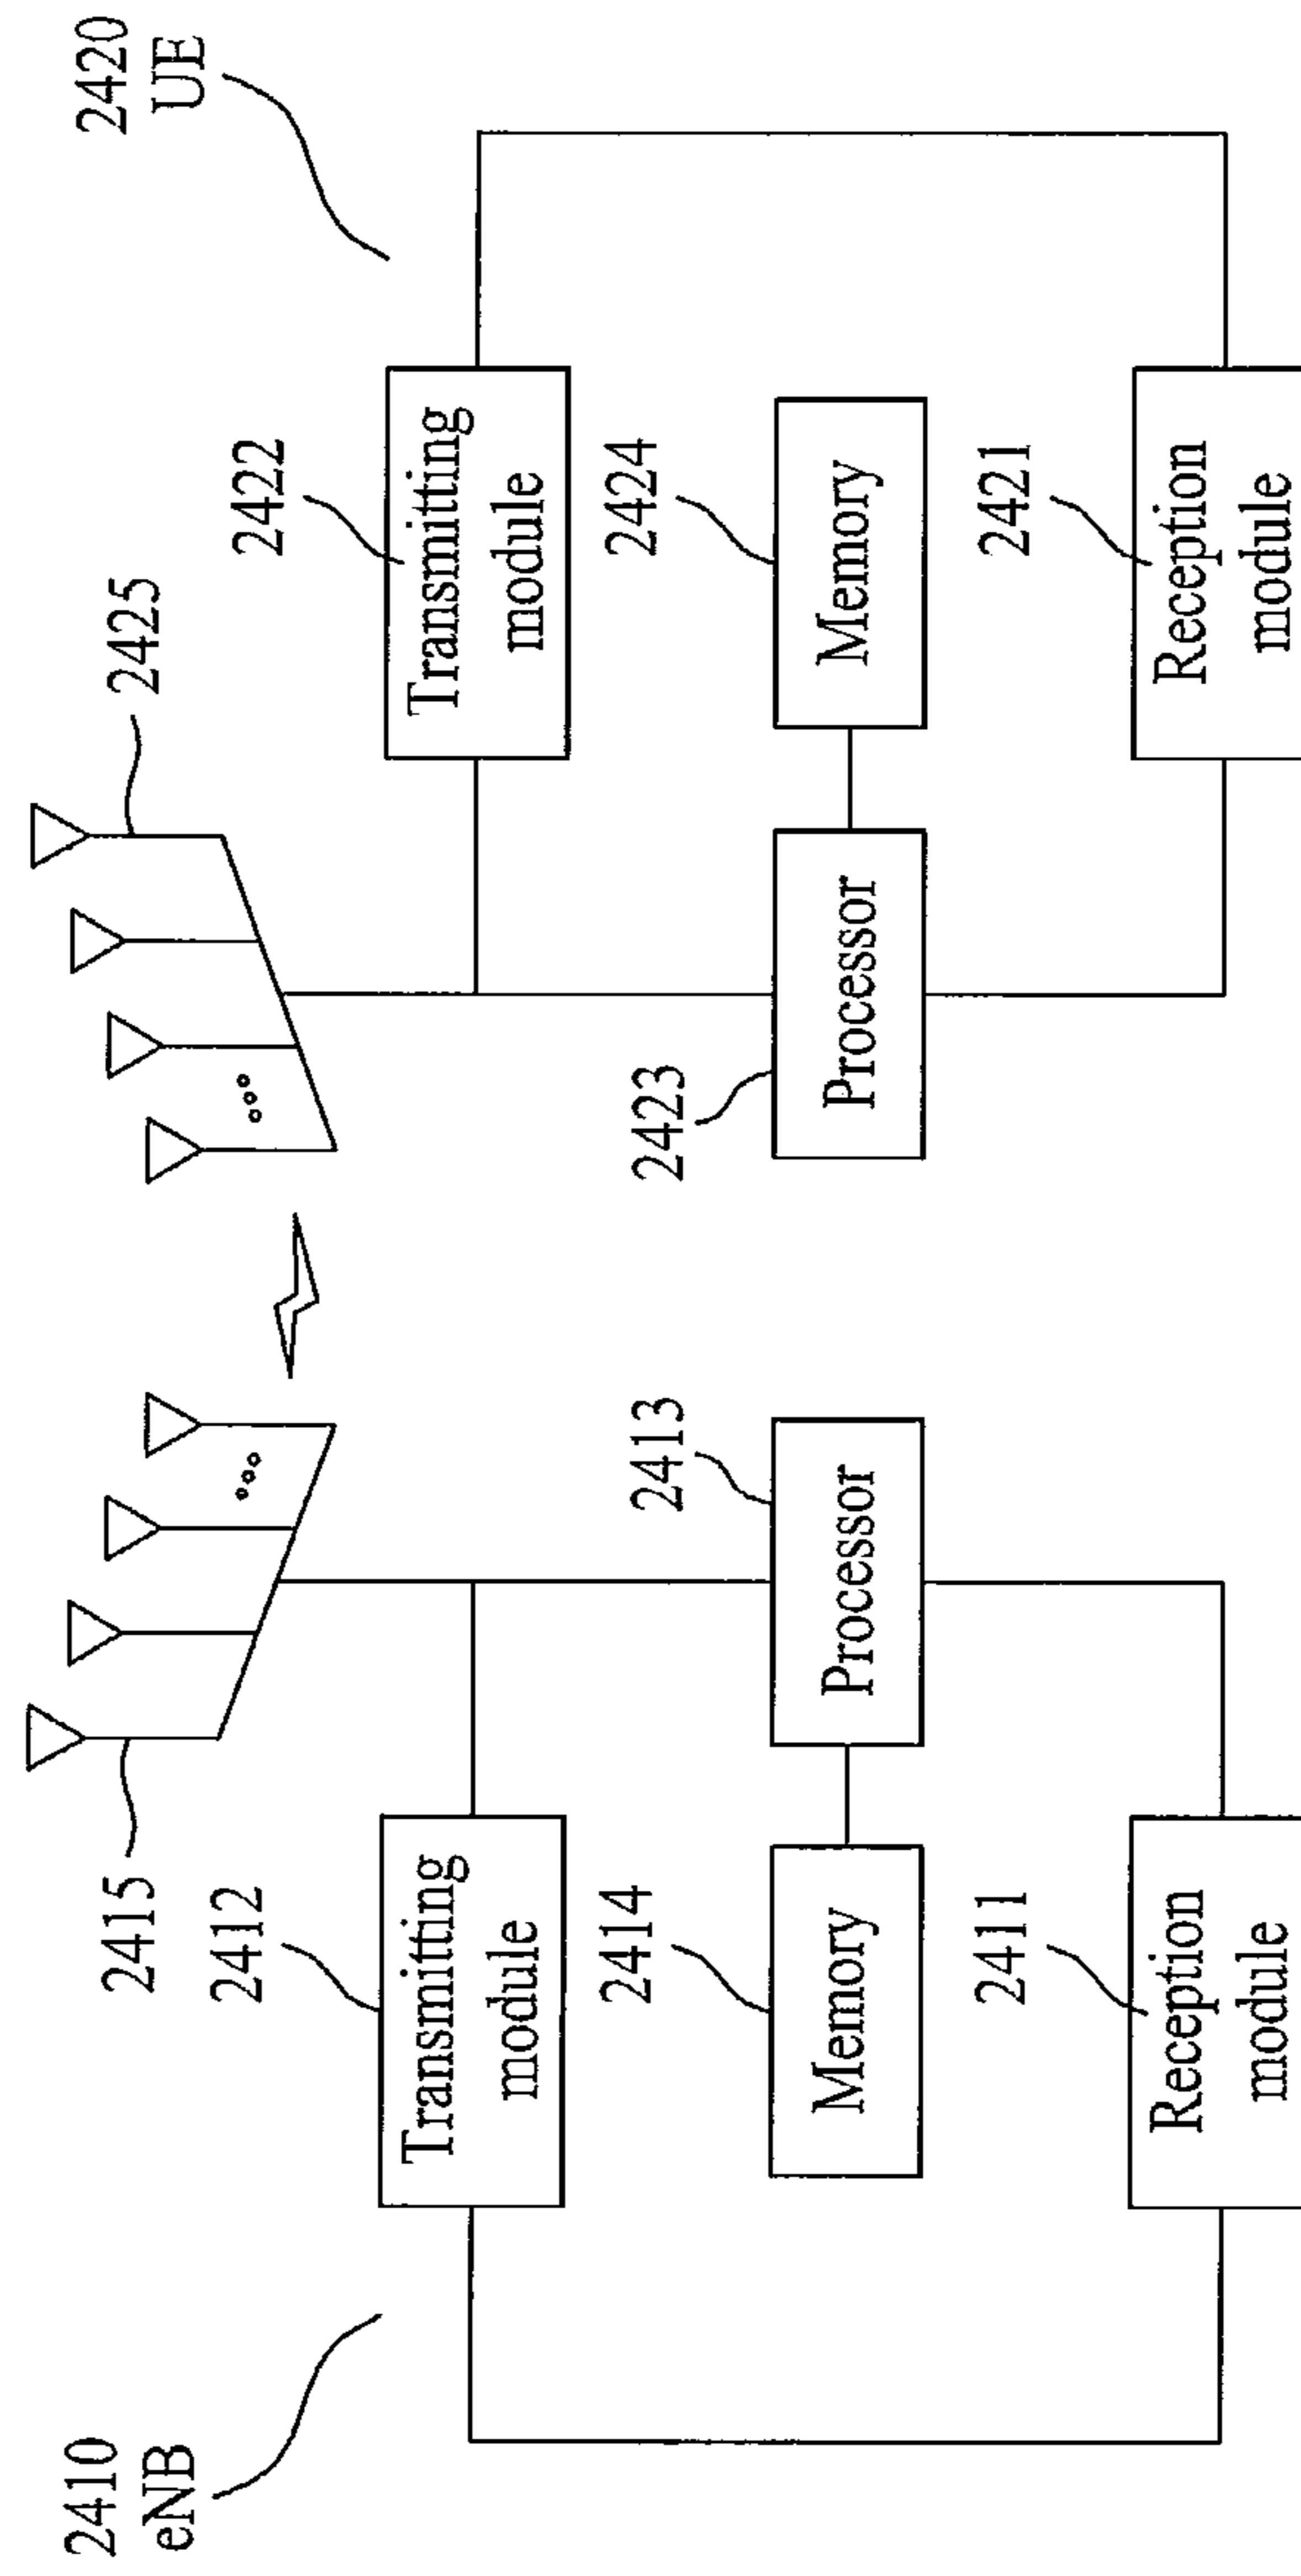 2410
eNB
2415
2412
Transmitting
module
2414
Memory
2413
Processor
2411
Reception
module
2420
UE
2425
2422
Transmitting
module
2423
Processor
2424
Memory
2421
Reception
module